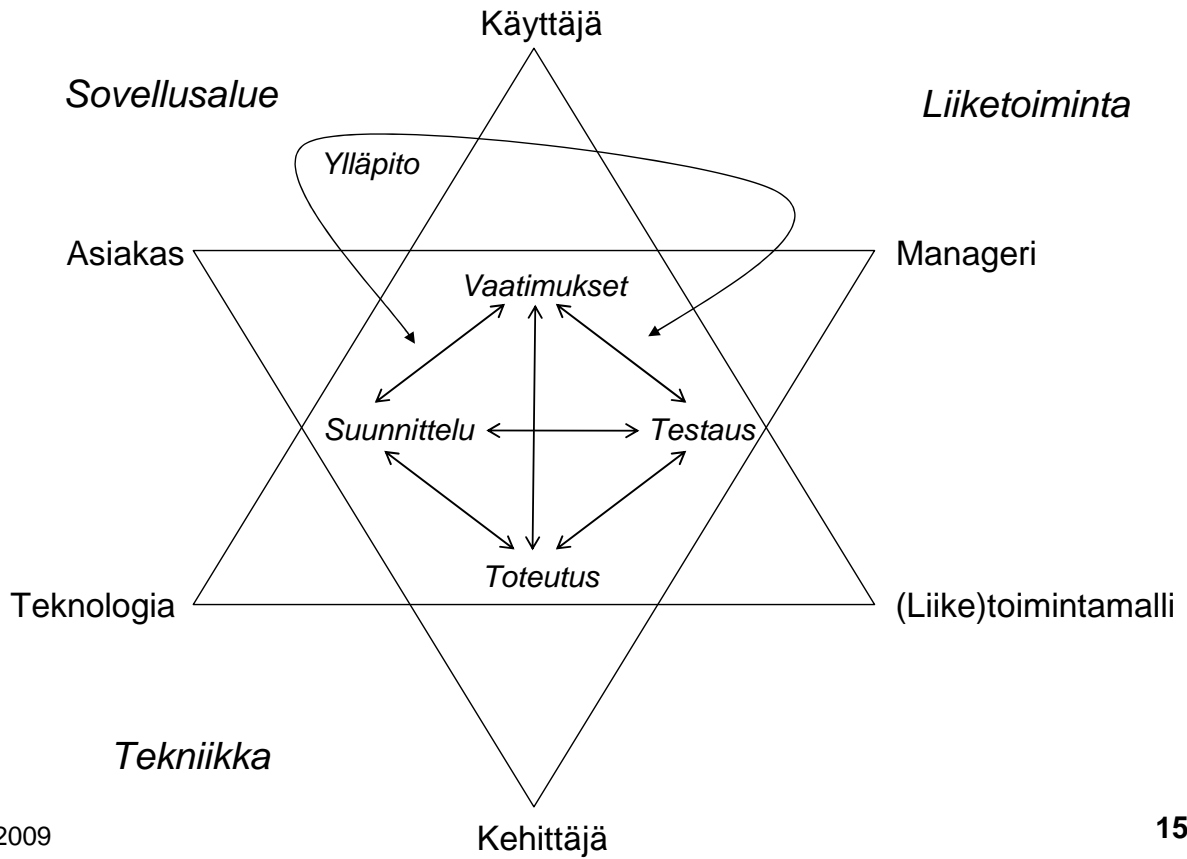 Käyttäjä
Sovellusalue
Liiketoiminta
Ylläpito
Asiakas
Manageri
Vaatimukset
Suunnittelu
Testaus
Toteutus
Teknologia
(Liike)toimintamalli
Tekniikka
Kehittäjä
2009
15